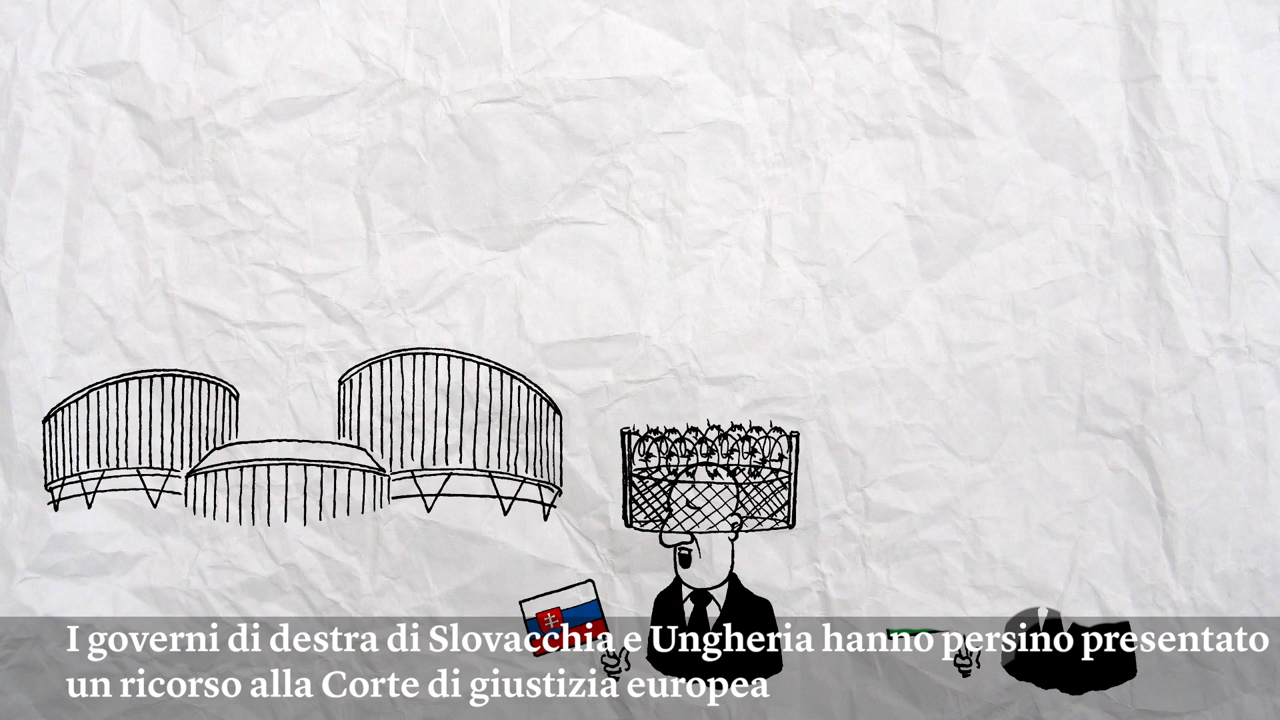 I governi di destra di Slovacchia e Ungheria hanno persino presentato
un ricorso alla Corte di giustizia europea